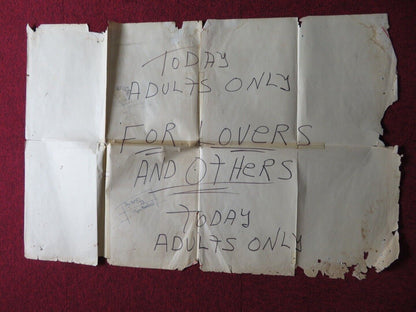 TODAY
ADULTS ONLY
FOR LOVERS
AND OTHERS
TODAY
ADULTS ONLY